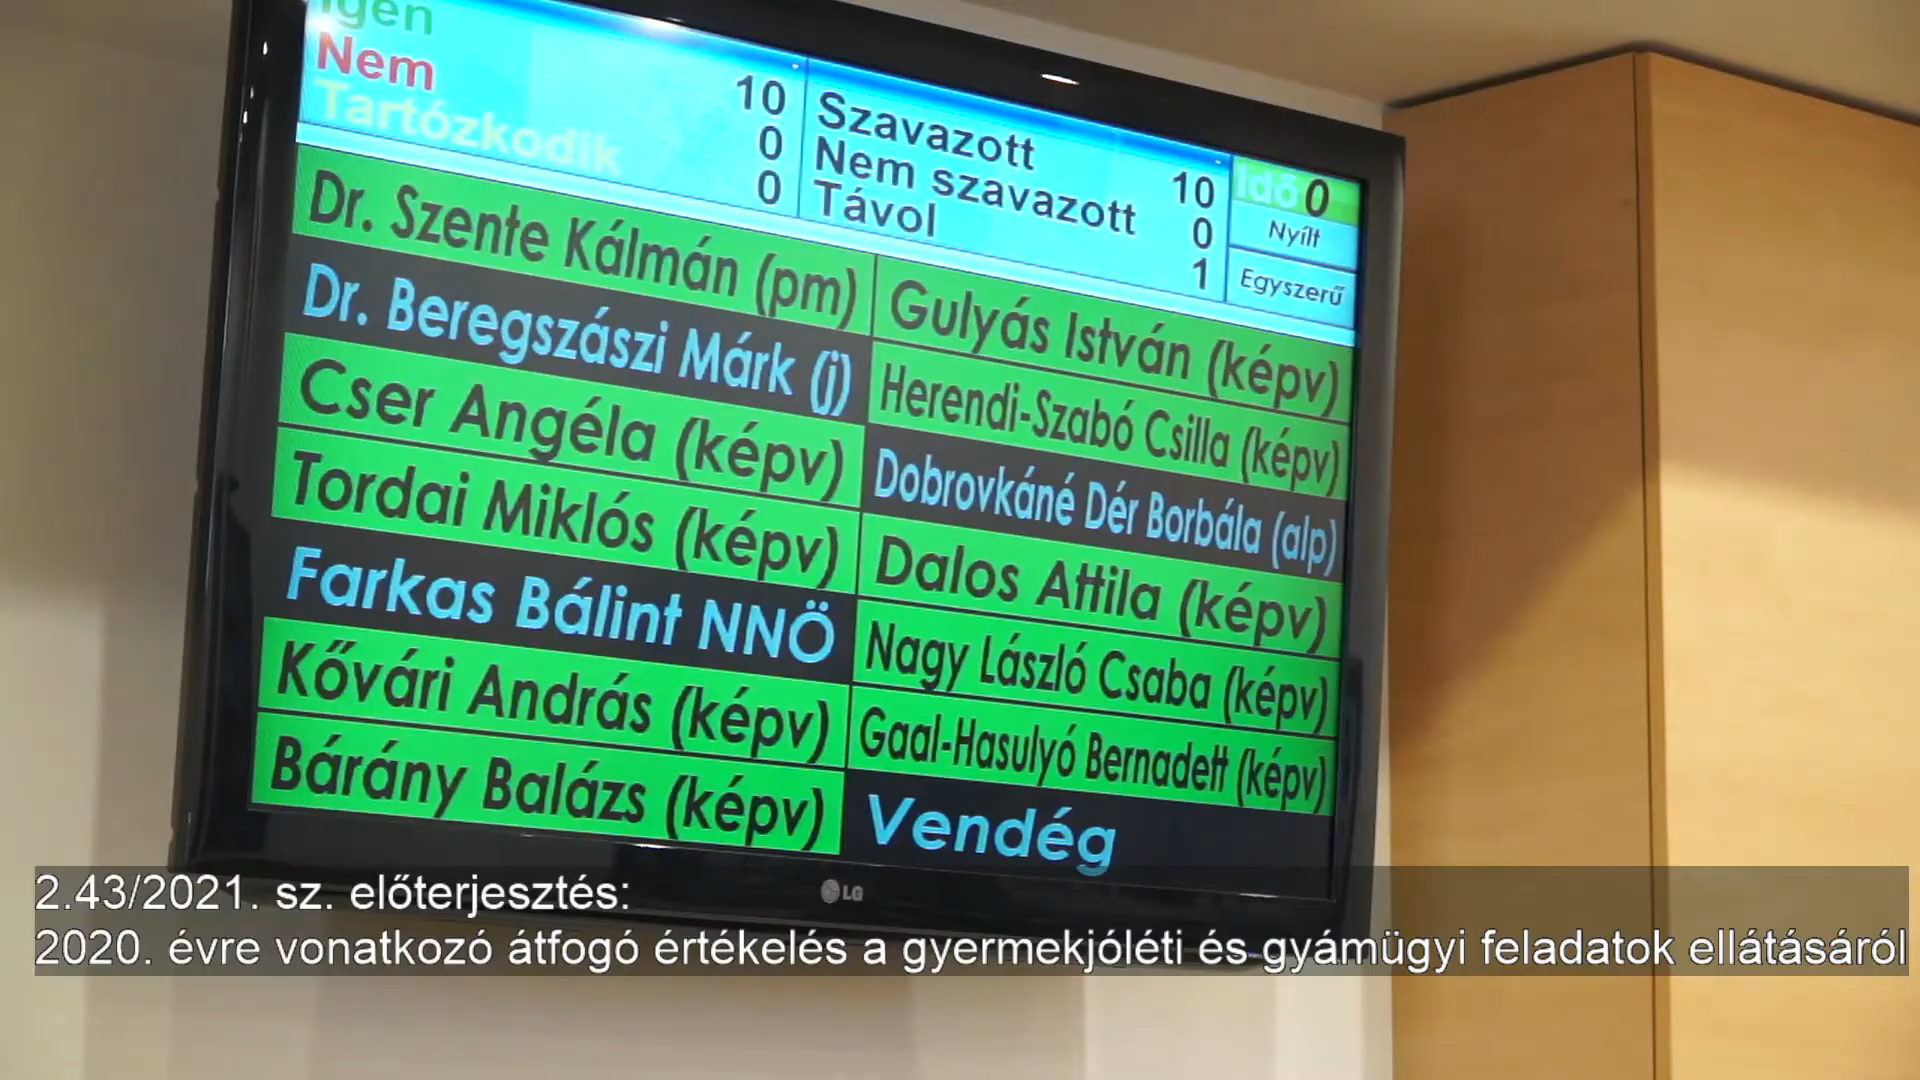 Igen 10
Nem 0
Tartózkodik 0
Szavazott 10
Nem szavazott 0
Távol 1
Idő 0
Nyílt
Egyszerű
Dr. Szente Kálmán (pm)
Dr. Beregszászi Márk (j)
Cser Angéla (képv)
Tordai Miklós (képv)
Farkas Bálint NNÖ
Kővári András (képv)
Bárány Balázs (képv)
Gulyás István (képv)
Herendi-Szabó Csilla (képv)
Dobrovkáné Dér Borbála (alp)
Dalos Attila (képv)
Nagy László Csaba (képv)
Gaal-Hasulyó Bernadett (képv)
Vendég
LG
2.43/2021. sz. előterjesztés:
2020. évre vonatkozó átfogó értékelés a gyermekjóléti és gyámügyi feladatok ellátásáról